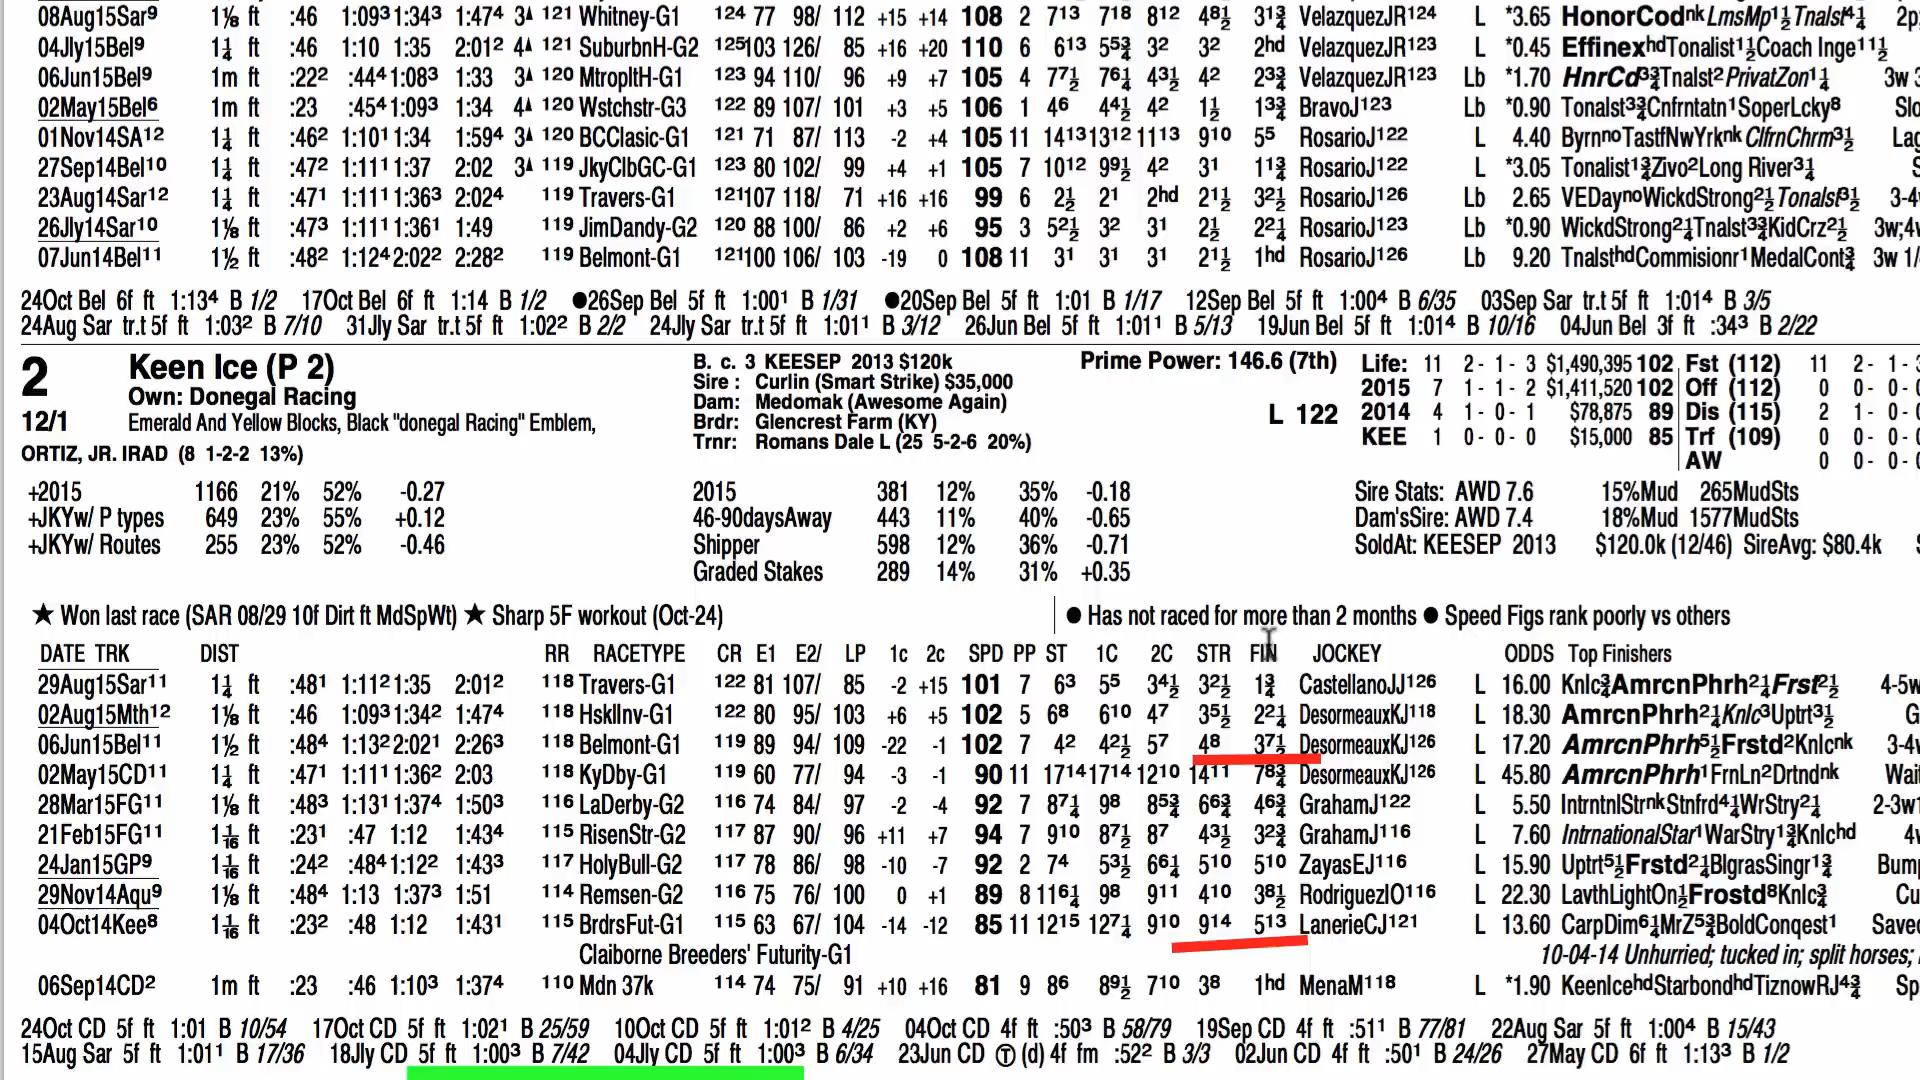 08Aug15Sar⁹ 1⅛ ft :46 1:09³ 1:34³ 1:47⁴ 3▲ 121 Whitney-G1 124 77 98/ 112 +15 +14 108 2 7¹³ 7¹⁸ 8¹² 4⁸½ 3¹¾ VelazquezJR¹²⁴ L *3.65 HonorCodⁿᵏLmsMp¹½Tnalst⁴¼ 2p
04Jly15Bel⁹ 1¼ ft :46 1:10 1:35 2:01² 4▲ 121 SuburbnH-G2 125 103 126/ 85 +16 +20 110 6 6¹³ 5⁵¾ 3² 3² 2ʰᵈ VelazquezJR¹²³ L *0.45 EffinexʰᵈTonalist¹½Coach Inge¹¹½
06Jun15Bel⁹ 1m ft :22² :44⁴ 1:08³ 1:33 3▲ 120 MtropltH-G1 123 94 110/ 96 +9 +7 105 4 7⁷½ 7⁶¼ 4³½ 4² 2³¾ VelazquezJR¹²³ Lb *1.70 HnrCd³¾Tnalst²PrivatZon¹¼ 3w 3
02May15Bel⁶ 1m ft :23 :45⁴ 1:09³ 1:34 4▲ 120 Wstchstr-G3 122 89 107/ 101 +3 +5 106 1 4⁶ 4⁴½ 4² 1½ 1³¾ BravoJ¹²³ Lb *0.90 Tonalst³¾Cnfrntatn¹SoperLcky⁸ Slo
01Nov14SA¹² 1¼ ft :46² 1:10¹ 1:34 1:59⁴ 3▲ 120 BCClasic-G1 121 71 87/ 113 -2 +4 105 11 14¹³ 13¹² 11¹³ 9¹⁰ 5⁵ RosarioJ¹²² L 4.40 ByrnⁿᵒTastfNwYrkⁿᵏClfrnChrm³½ Lag
27Sep14Bel¹⁰ 1¼ ft :47² 1:11¹ 1:37 2:02 3▲ 119 JkyClbGC-G1 123 80 102/ 99 +4 +1 105 7 10¹² 9⁹½ 4² 3¹ 1¹¾ RosarioJ¹²² L *3.05 Tonalist¹¾Zivo²Long River³¼ S
23Aug14Sar¹² 1¼ ft :47¹ 1:11¹ 1:36³ 2:02⁴ 119 Travers-G1 121 107 118/ 71 +16 +16 99 6 2½ 2¹ 2ʰᵈ 2¹½ 3²½ RosarioJ¹²⁶ Lb 2.65 VEDayⁿᵒWickdStrong²½Tonalst³½ 3-4
26Jly14Sar¹⁰ 1⅛ ft :47³ 1:11¹ 1:36¹ 1:49 119 JimDandy-G2 120 88 100/ 86 +2 +6 95 3 5²½ 3² 3¹ 2½ 2²¼ RosarioJ¹²³ Lb *0.90 WickdStrong²¼Tnalst³¾KidCrz²½ 3w;4w
07Jun14Bel¹¹ 1½ ft :48² 1:12⁴ 2:02² 2:28² 119 Belmont-G1 121 100 106/ 103 -19 0 108 11 3¹ 3¹ 3¹ 2¹½ 1ʰᵈ RosarioJ¹²⁶ Lb 9.20 TnalstʰᵈCommisionr¹MedalCont¾ 3w 1/
24Oct Bel 6f ft 1:13⁴ B 1/2 17Oct Bel 6f ft 1:14 B 1/2 ●26Sep Bel 5f ft 1:00¹ B 1/31 ●20Sep Bel 5f ft 1:01 B 1/17 12Sep Bel 5f ft 1:00⁴ B 6/35 03Sep Sar tr.t 5f ft 1:01⁴ B 3/5
24Aug Sar tr.t 5f ft 1:03² B 7/10 31Jly Sar tr.t 5f ft 1:02² B 2/2 24Jly Sar tr.t 5f ft 1:01¹ B 3/12 26Jun Bel 5f ft 1:01¹ B 5/13 19Jun Bel 5f ft 1:01⁴ B 10/16 04Jun Bel 3f ft :34³ B 2/22
2 Keen Ice (P 2) B. c. 3 KEESEP 2013 $120k Prime Power: 146.6 (7th) Life: 11 2 - 1 - 3 $1,490,395 102 Fst (112) 11 2 - 1 - 3
Own: Donegal Racing Sire : Curlin (Smart Strike) $35,000 2015 7 1 - 1 - 2 $1,411,520 102 Off (112) 0 0 - 0 - 0
12/1 Emerald And Yellow Blocks, Black "donegal Racing" Emblem, Dam: Medomak (Awesome Again) L 122 2014 4 1 - 0 - 1 $78,875 89 Dis (115) 2 1 - 0 - 0
Brdr: Glencrest Farm (KY) KEE 1 0 - 0 - 0 $15,000 85 Trf (109) 0 0 - 0 - 0
ORTIZ, JR. IRAD (8 1-2-2 13%) Trnr: Romans Dale L (25 5-2-6 20%) AW 0 0 - 0 - 0
+2015 1166 21% 52% -0.27 2015 381 12% 35% -0.18 Sire Stats: AWD 7.6 15%Mud 265MudSts
+JKYw/ P types 649 23% 55% +0.12 46-90daysAway 443 11% 40% -0.65 Dam'sSire: AWD 7.4 18%Mud 1577MudSts
+JKYw/ Routes 255 23% 52% -0.46 Shipper 598 12% 36% -0.71 SoldAt: KEESEP 2013 $120.0k (12/46) SireAvg: $80.4k
Graded Stakes 289 14% 31% +0.35
★ Won last race (SAR 08/29 10f Dirt ft MdSpWt) ★ Sharp 5F workout (Oct-24) ● Has not raced for more than 2 months ● Speed Figs rank poorly vs others
DATE TRK DIST RR RACETYPE CR E1 E2/ LP 1c 2c SPD PP ST 1C 2C STR FIN JOCKEY ODDS Top Finishers
29Aug15Sar¹¹ 1¼ ft :48¹ 1:11² 1:35 2:01² 118 Travers-G1 122 81 107/ 85 -2 +15 101 7 6³ 5⁵ 3⁴½ 3²½ 1¾ CastellanoJJ¹²⁶ L 16.00 Knlc¾AmrcnPhrh²¼Frst²½ 4-5w
02Aug15Mth¹² 1⅛ ft :46 1:09³ 1:34² 1:47⁴ 118 HsklInv-G1 122 80 95/ 103 +6 +5 102 5 6⁸ 6¹⁰ 4⁷ 3⁵½ 2²¼ DesormeauxKJ¹¹⁸ L 18.30 AmrcnPhrh²¼Knlc³Uptrt³½ G
06Jun15Bel¹¹ 1½ ft :48⁴ 1:13² 2:02¹ 2:26³ 118 Belmont-G1 119 89 94/ 109 -22 -1 102 7 4² 4²½ 5⁷ 4⁸ 3⁷½ DesormeauxKJ¹²⁶ L 17.20 AmrcnPhrh⁵½Frstd²Knlcⁿᵏ 3-4w
02May15CD¹¹ 1¼ ft :47¹ 1:11¹ 1:36² 2:03 118 KyDby-G1 119 60 77/ 94 -3 -1 90 11 17¹⁴ 17¹⁴ 12¹⁰ 14¹¹ 7⁸¾ DesormeauxKJ¹²⁶ L 45.80 AmrcnPhrh¹FrnLn²Drtndⁿᵏ Wait
28Mar15FG¹¹ 1⅛ ft :48³ 1:13¹ 1:37⁴ 1:50³ 116 LaDerby-G2 116 74 84/ 97 -2 -4 92 7 8⁷¼ 9⁸ 8⁵¾ 6⁶¾ 4⁶¾ GrahamJ¹²² L 5.50 IntrntnlStrⁿᵏStnfrd⁴½WrStry²¼ 2-3w1
21Feb15FG¹¹ 1 1/16 ft :23¹ :47 1:12 1:43⁴ 115 RisenStr-G2 117 87 90/ 96 +11 +7 94 7 9¹⁰ 8⁷½ 8⁷ 4³½ 3²¾ GrahamJ¹¹⁶ L 7.60 IntrnationalStar¹WarStry¹¾Knlcʰᵈ 4w
24Jan15GP⁹ 1 1/16 ft :24² :48⁴ 1:12² 1:43³ 117 HolyBull-G2 117 78 86/ 98 -10 -7 92 2 7⁴ 5³½ 6⁶¼ 5¹⁰ 5¹⁰ ZayasEJ¹¹⁶ L 15.90 Uptrt⁵½Frstd²¼BlgrasSingr¹¾ Bump
29Nov14Aqu⁹ 1⅛ ft :48⁴ 1:13 1:37³ 1:51 114 Remsen-G2 116 75 76/ 100 0 +1 89 8 11⁶¼ 9⁸ 9¹¹ 4¹⁰ 3⁸½ RodriguezIO¹¹⁶ L 22.30 LavthLightOn½Frostd⁸Knlc¾ Cu
04Oct14Kee⁸ 1 1/16 ft :23² :48 1:12 1:43¹ 115 BrdrsFut-G1 115 63 67/ 104 -14 -12 85 11 12¹⁵ 12⁷¼ 9¹⁰ 9¹⁴ 5¹³ LanerieCJ¹²¹ L 13.60 CarpDim⁶¼MrZ⁵¾BoldConqest¹ Saved
Claiborne Breeders' Futurity-G1 10-04-14 Unhurried; tucked in; split horses;
06Sep14CD² 1m ft :23 :46 1:10³ 1:37⁴ 110 Mdn 37k 114 74 75/ 91 +10 +16 81 9 8⁶ 8⁹½ 7¹⁰ 3⁸ 1ʰᵈ MenaM¹¹⁸ L *1.90 KeenIceʰᵈStarbondʰᵈTiznowRJ⁴¾ Sp
24Oct CD 5f ft 1:01 B 10/54 17Oct CD 5f ft 1:02¹ B 25/59 10Oct CD 5f ft 1:01² B 4/25 04Oct CD 4f ft :50³ B 58/79 19Sep CD 4f ft :51¹ B 77/81 22Aug Sar 5f ft 1:00⁴ B 15/43
15Aug Sar 5f ft 1:01¹ B 17/36 18Jly CD 5f ft 1:00³ B 7/42 04Jly CD 5f ft 1:00³ B 6/34 23Jun CD Ⓣ (d) 4f fm :52² B 3/3 02Jun CD 4f ft :50¹ B 24/26 27May CD 6f ft 1:13³ B 1/2